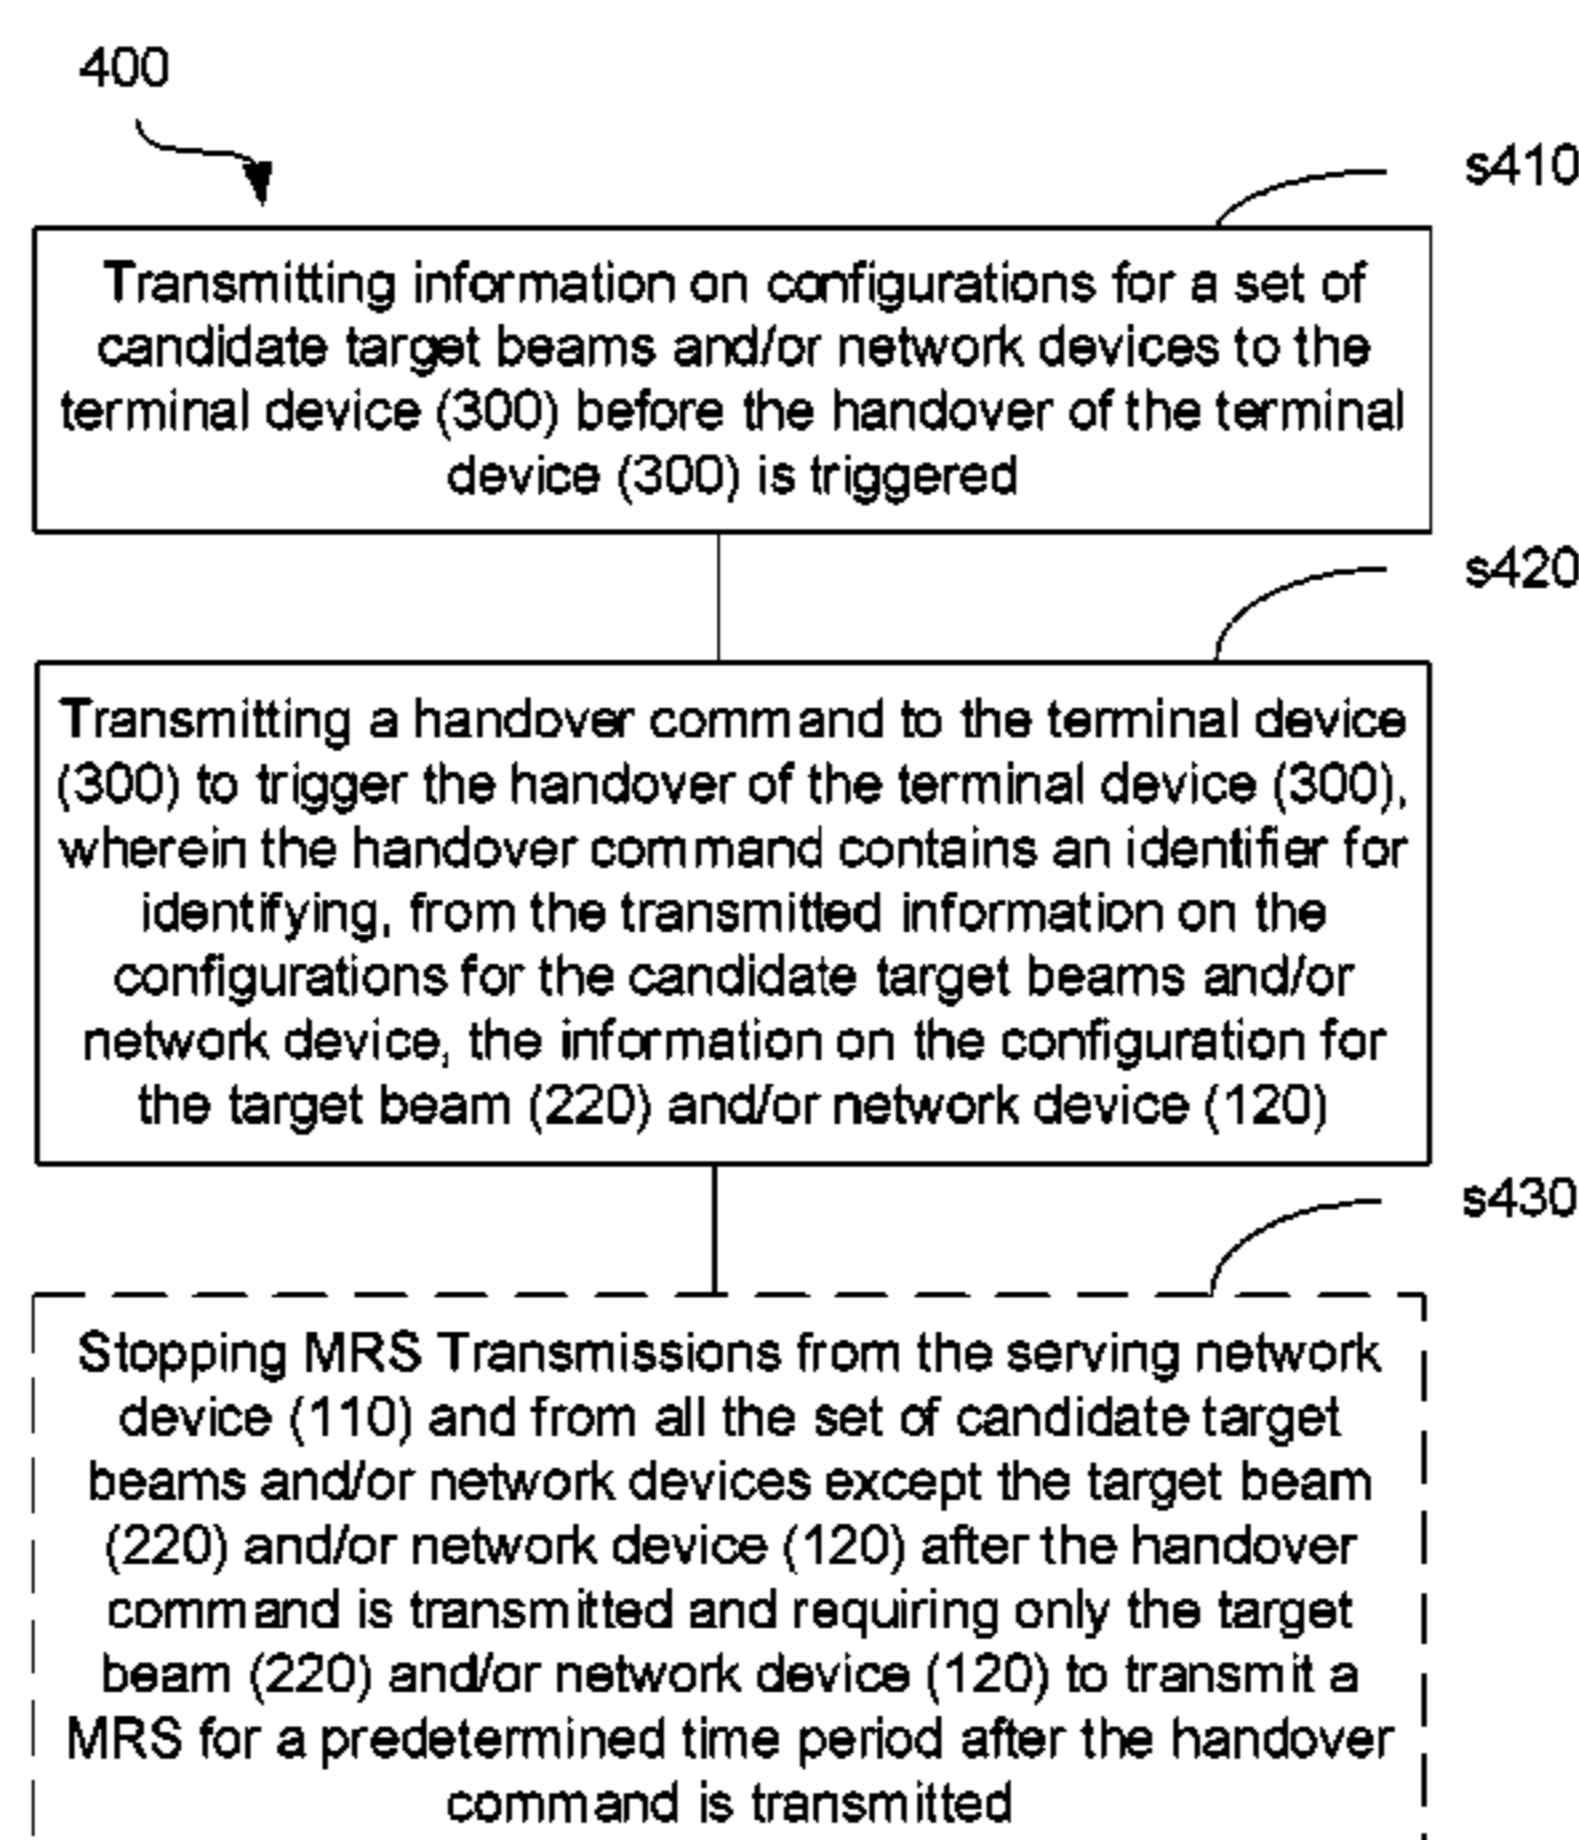 400
s410
Transmitting information on configurations for a set of
candidate target beams and/or network devices to the
terminal device (300) before the handover of the terminal
device (300) is triggered
s420
Transmitting a handover command to the terminal device
(300) to trigger the handover of the terminal device (300),
wherein the handover command contains an identifier for
identifying, from the transmitted information on the
configurations for the candidate target beams and/or
network device, the information on the configuration for
the target beam (220) and/or network device (120)
s430
Stopping MRS Transmissions from the serving network
device (110) and from all the set of candidate target
beams and/or network devices except the target beam
(220) and/or network device (120) after the handover
command is transmitted and requiring only the target
beam (220) and/or network device (120) to transmit a
MRS for a predetermined time period after the handover
command is transmitted